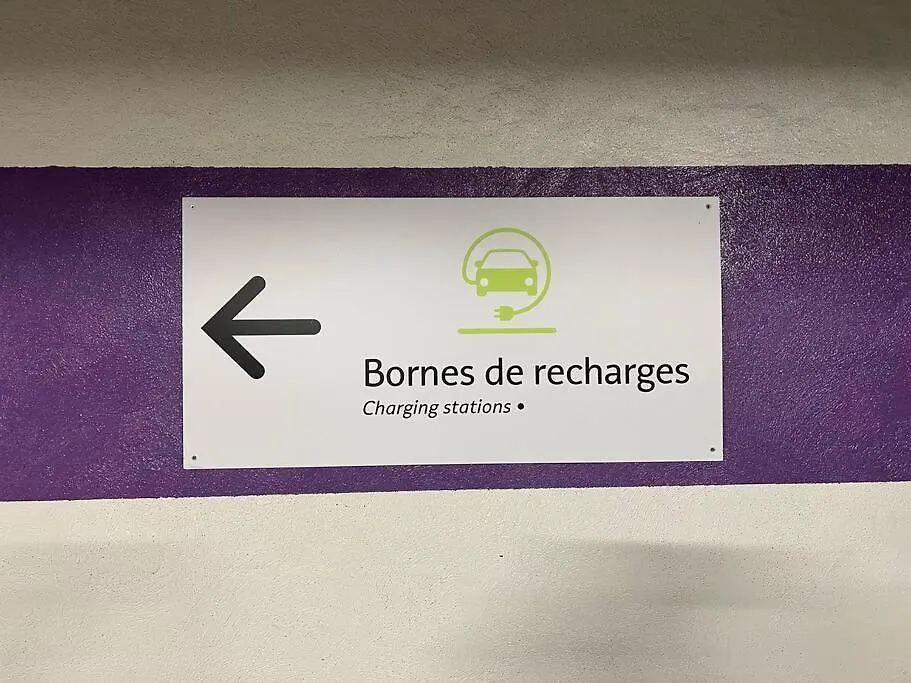 Bornes de recharges
Charging stations •